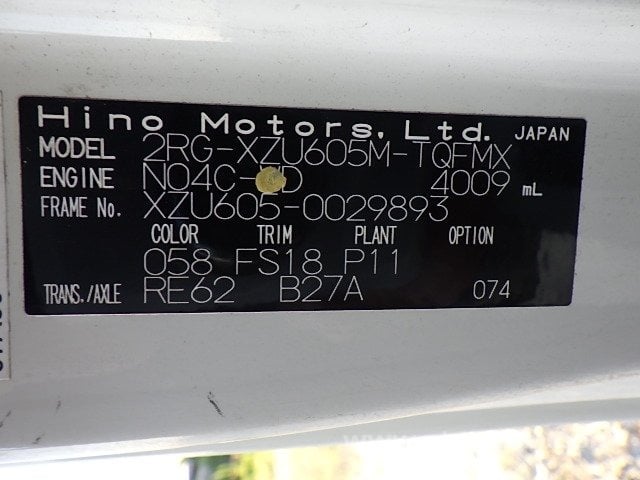 Hino Motors, Ltd. JAPAN
MODEL 2RG-XZU605M-TQFMX
ENGINE N04C- D 4009 mL
FRAME No. XZU605-0029893
COLOR TRIM PLANT OPTION
058 FS18 P11
TRANS./AXLE RE62 B27A 074